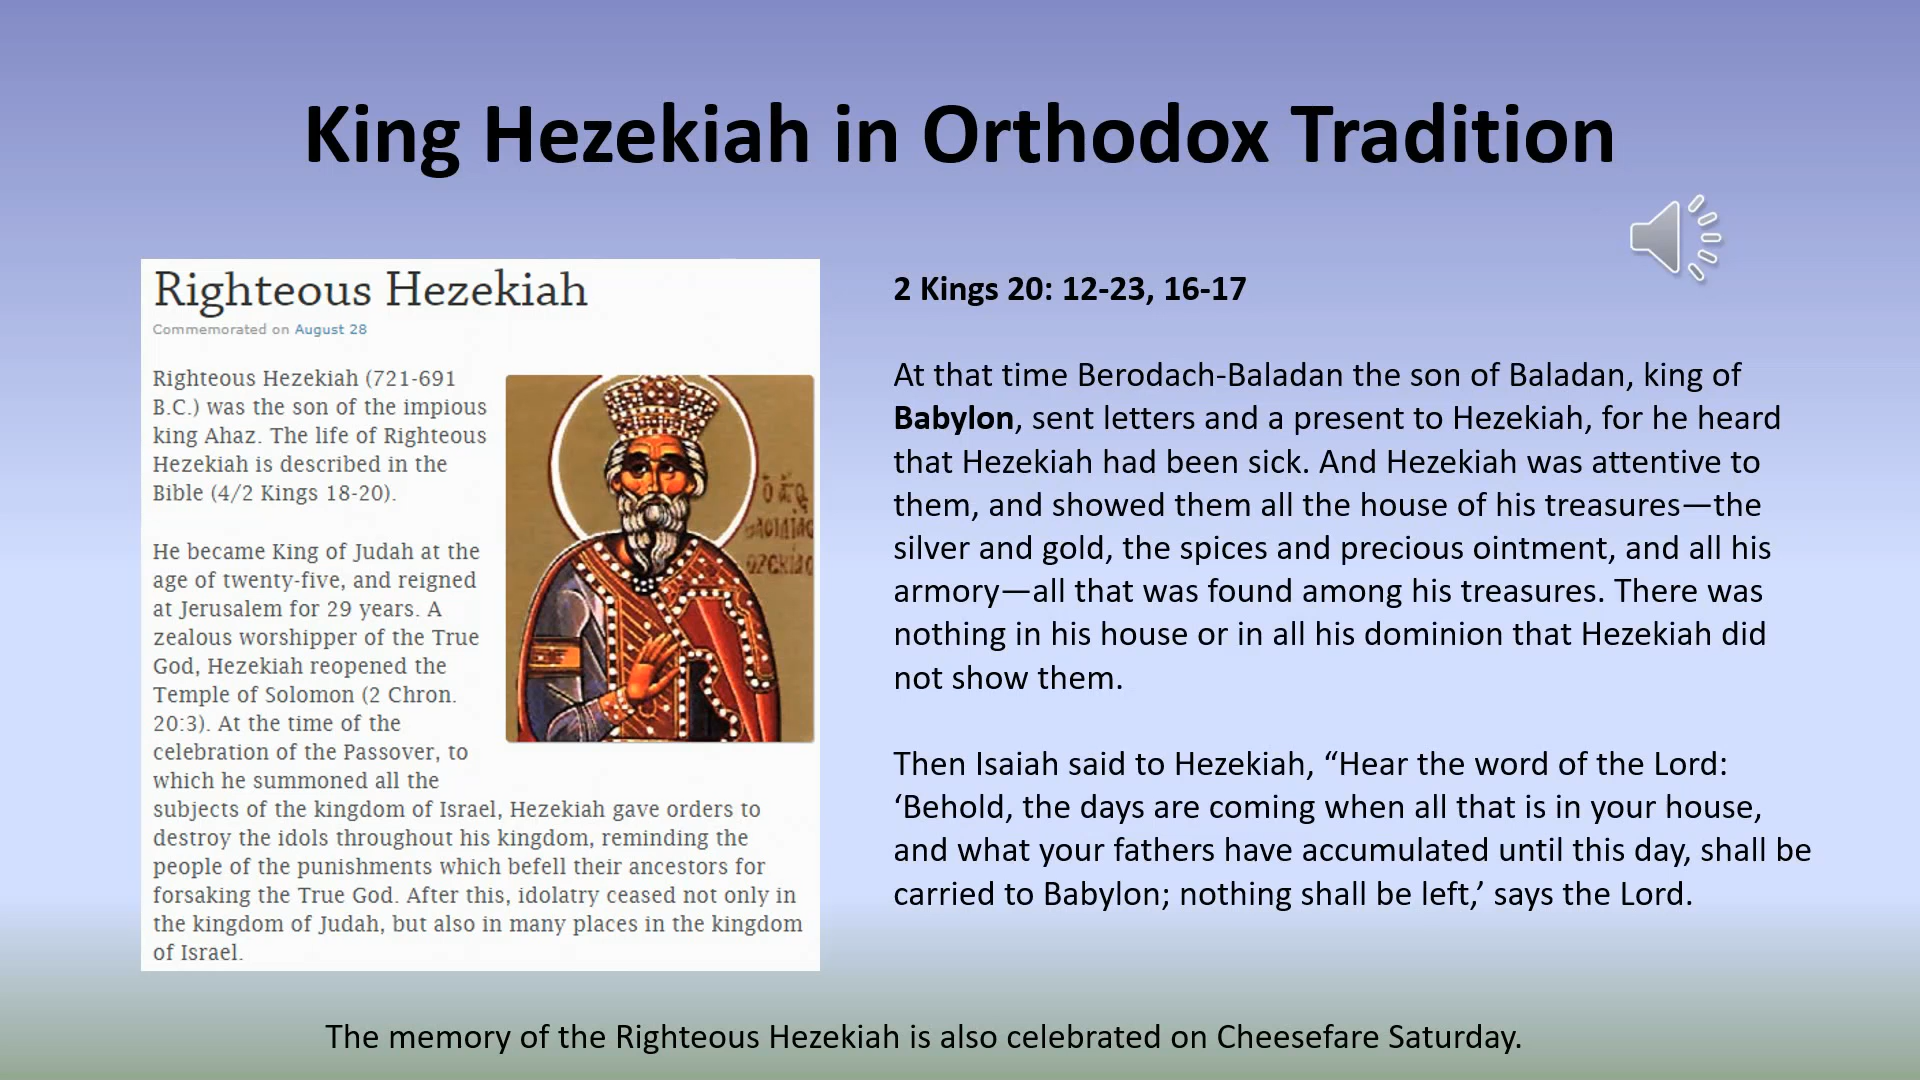 King Hezekiah in Orthodox Tradition
Righteous Hezekiah
Commemorated on August 28
Righteous Hezekiah (721-691
B.C.) was the son of the impious
king Ahaz. The life of Righteous
Hezekiah is described in the
Bible (4/2 Kings 18-20).
He became King of Judah at the
age of twenty-five, and reigned
at Jerusalem for 29 years. A
zealous worshipper of the True
God, Hezekiah reopened the
Temple of Solomon (2 Chron.
20:3). At the time of the
celebration of the Passover, to
which he summoned all the
subjects of the kingdom of Israel, Hezekiah gave orders to
destroy the idols throughout his kingdom, reminding the
people of the punishments which befell their ancestors for
forsaking the True God. After this, idolatry ceased not only in
the kingdom of Judah, but also in many places in the kingdom
of Israel.
2 Kings 20: 12-23, 16-17
At that time Berodach-Baladan the son of Baladan, king of
Babylon, sent letters and a present to Hezekiah, for he heard
that Hezekiah had been sick. And Hezekiah was attentive to
them, and showed them all the house of his treasures—the
silver and gold, the spices and precious ointment, and all his
armory—all that was found among his treasures. There was
nothing in his house or in all his dominion that Hezekiah did
not show them.
Then Isaiah said to Hezekiah, “Hear the word of the Lord:
‘Behold, the days are coming when all that is in your house,
and what your fathers have accumulated until this day, shall be
carried to Babylon; nothing shall be left,’ says the Lord.
The memory of the Righteous Hezekiah is also celebrated on Cheesefare Saturday.